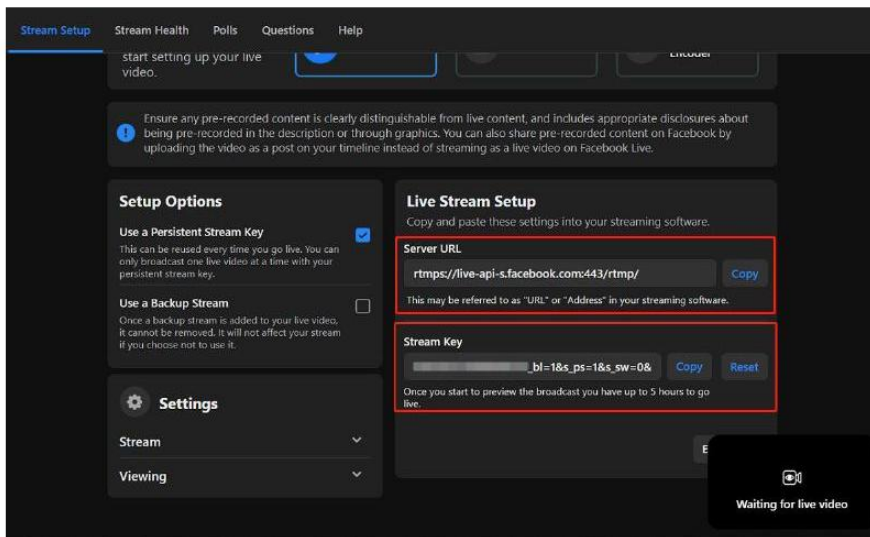 Stream Setup Stream Health Polls Questions Help
start setting up your live
video.
Ensure any pre-recorded content is clearly distinguishable from live content, and includes appropriate disclosures about
being pre-recorded in the description or through graphics. You can also share pre-recorded content on Facebook by
uploading the video as a post on your timeline instead of streaming as a live video on Facebook Live.
Setup Options
Use a Persistent Stream Key
This can be reused every time you go live. You can
only broadcast one live video at a time with your
persistent stream key.
Use a Backup Stream
Once a backup stream is added to your live video,
it cannot be removed. It will not affect your stream
if you choose not to use it.
Settings
Stream
Viewing
Live Stream Setup
Copy and paste these settings into your streaming software.
Server URL
rtmps://live-api-s.facebook.com:443/rtmp/ Copy
This may be referred to as "URL" or "Address" in your streaming software.
Stream Key
_bl=1&s_ps=1&s_sw=0& Copy Reset
Once you start to preview the broadcast you have up to 5 hours to go
live.
Waiting for live video